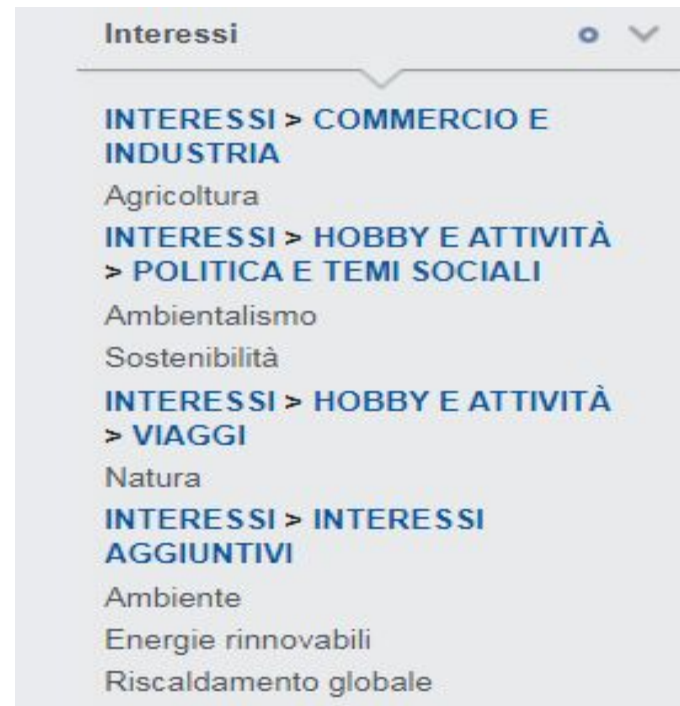 Interessi
INTERESSI > COMMERCIO E
INDUSTRIA
Agricoltura
INTERESSI > HOBBY E ATTIVITÀ
> POLITICA E TEMI SOCIALI
Ambientalismo
Sostenibilità
INTERESSI > HOBBY E ATTIVITÀ
> VIAGGI
Natura
INTERESSI > INTERESSI
AGGIUNTIVI
Ambiente
Energie rinnovabili
Riscaldamento globale